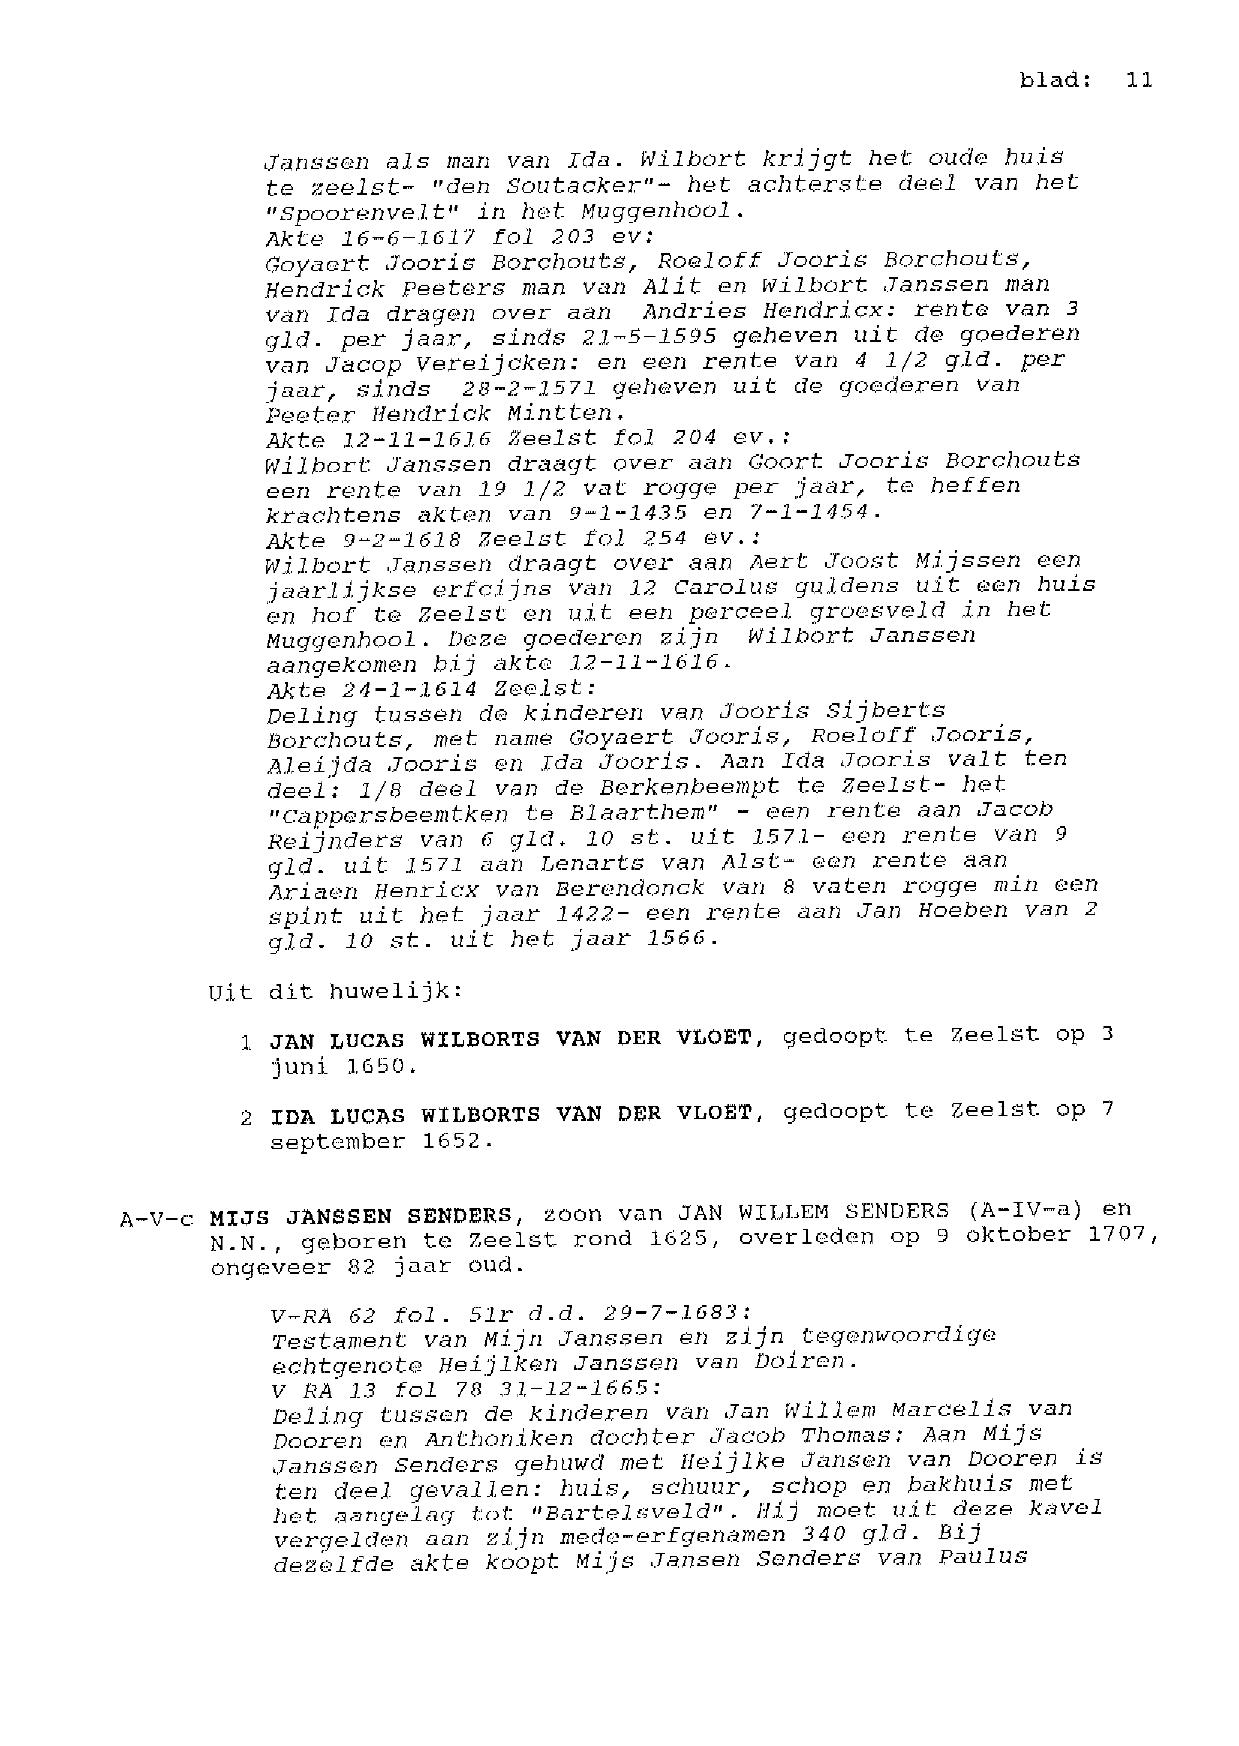 blad: 11
Janssen als man van Ida. Wilbort krijgt het oude huis
te zeelst- "den Soutacker"- het achterste deel van het
"Spoorenvelt" in het Muggenhool.
Akte 16-6-1617 fol 203 ev:
Goyaert Jooris Borchouts, Roeloff Jooris Borchouts,
Hendrick Peeters man van Alit en Wilbort Janssen man
van Ida dragen over aan Andries Hendricx: rente van 3
gld. per jaar, sinds 21-5-1595 geheven uit de goederen
van Jacop Vereijcken: en een rente van 4 1/2 gld. per
jaar, sinds 28-2-1571 geheven uit de goederen van
Peeter Hendrick Mintten.
Akte 12-11-1616 Zeelst fol 204 ev.:
Wilbort Janssen draagt over aan Goort Jooris Borchouts
een rente van 19 1/2 vat rogge per jaar, te heffen
krachtens akten van 9-1-1435 en 7-1-1454.
Akte 9-2-1618 Zeelst fol 254 ev.:
Wilbort Janssen draagt over aan Aert Joost Mijssen een
jaarlijkse erfcijns van 12 Carolus guldens uit een huis
en hof te Zeelst en uit een perceel groesveld in het
Muggenhool. Deze goederen zijn Wilbort Janssen
aangekomen bij akte 12-11-1616.
Akte 24-1-1614 Zeelst:
Deling tussen de kinderen van Jooris Sijberts
Borchouts, met name Goyaert Jooris, Roeloff Jooris,
Aleijda Jooris en Ida Jooris. Aan Ida Jooris valt ten
deel: 1/8 deel van de Berkenbeempt te Zeelst- het
"Cappersbeemtken te Blaarthem" - een rente aan Jacob
Reijnders van 6 gld. 10 st. uit 1571- een rente van 9
gld. uit 1571 aan Lenarts van Alst- een rente aan
Ariaen Henricx van Berendonck van 8 vaten rogge min een
spint uit het jaar 1422- een rente aan Jan Hoeben van 2
gld. 10 st. uit het jaar 1566.
Uit dit huwelijk:
1 JAN LUCAS WILBORTS VAN DER VLOET, gedoopt te Zeelst op 3
juni 1650.
2 IDA LUCAS WILBORTS VAN DER VLOET, gedoopt te Zeelst op 7
september 1652.
A-V-c MIJS JANSSEN SENDERS, zoon van JAN WILLEM SENDERS (A-IV-a) en
N.N., geboren te Zeelst rond 1625, overleden op 9 oktober 1707,
ongeveer 82 jaar oud.
V-RA 62 fol. 51r d.d. 29-7-1683:
Testament van Mijn Janssen en zijn tegenwoordige
echtgenote Heijlken Janssen van Doiren.
V RA 13 fol 78 31-12-1665:
Deling tussen de kinderen van Jan Willem Marcelis van
Dooren en Anthoniken dochter Jacob Thomas: Aan Mijs
Janssen Senders gehuwd met Heijlke Jansen van Dooren is
ten deel gevallen: huis, schuur, schop en bakhuis met
het aangelag tot "Bartelsveld". Hij moet uit deze kavel
vergelden aan zijn mede-erfgenamen 340 gld. Bij
dezelfde akte koopt Mijs Jansen Senders van Paulus